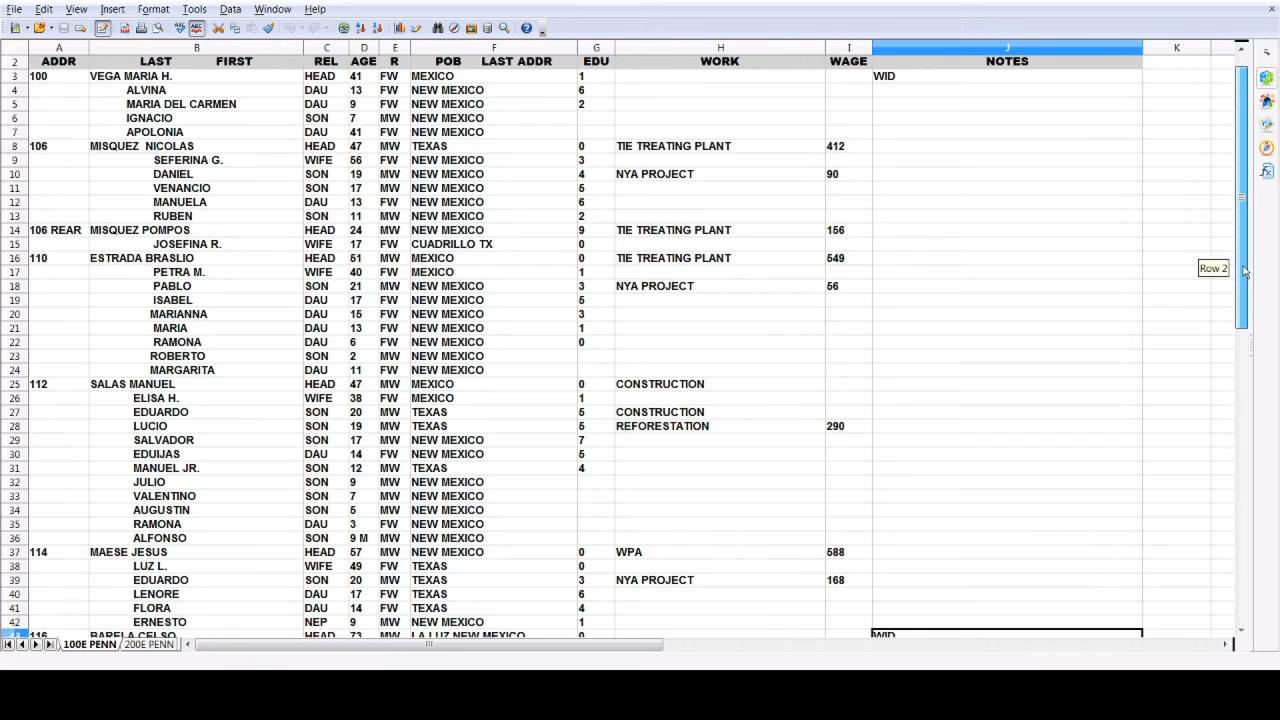 File Edit View Insert Format Tools Data Window Help
A B C D E F G H I J K
2 ADDR LAST FIRST REL AGE R POB LAST ADDR EDU WORK WAGE NOTES
3 100 VEGA MARIA H. HEAD 41 FW MEXICO 1 WID
4 ALVINA DAU 13 FW NEW MEXICO 6
5 MARIA DEL CARMEN DAU 9 FW NEW MEXICO 2
6 IGNACIO SON 7 MW NEW MEXICO
7 APOLONIA DAU 41 FW NEW MEXICO
8 106 MISQUEZ NICOLAS HEAD 47 MW TEXAS 0 TIE TREATING PLANT 412
9 SEFERINA G. WIFE 56 FW NEW MEXICO 3
10 DANIEL SON 19 MW NEW MEXICO 4 NYA PROJECT 90
11 VENANCIO SON 17 MW NEW MEXICO 5
12 MANUELA DAU 13 FW NEW MEXICO 6
13 RUBEN SON 11 MW NEW MEXICO 2
14 106 REAR MISQUEZ POMPOS HEAD 24 MW NEW MEXICO 9 TIE TREATING PLANT 156
15 JOSEFINA R. WIFE 17 FW CUADRILLO TX 0
16 110 ESTRADA BRASLIO HEAD 51 MW MEXICO 0 TIE TREATING PLANT 549
17 PETRA M. WIFE 40 FW MEXICO 1
18 PABLO SON 21 MW NEW MEXICO 3 NYA PROJECT 56
19 ISABEL DAU 17 FW NEW MEXICO 5
20 MARIANNA DAU 15 FW NEW MEXICO 3
21 MARIA DAU 13 FW NEW MEXICO 1
22 RAMONA DAU 6 FW NEW MEXICO 0
23 ROBERTO SON 2 MW NEW MEXICO
24 MARGARITA DAU 11 FW NEW MEXICO
25 112 SALAS MANUEL HEAD 47 MW MEXICO 0 CONSTRUCTION
26 ELISA H. WIFE 38 FW MEXICO 1
27 EDUARDO SON 20 MW TEXAS 5 CONSTRUCTION
28 LUCIO SON 19 MW TEXAS 5 REFORESTATION 290
29 SALVADOR SON 17 MW NEW MEXICO 7
30 EDUIJAS DAU 14 FW NEW MEXICO 5
31 MANUEL JR. SON 12 MW TEXAS 4
32 JULIO SON 9 MW NEW MEXICO
33 VALENTINO SON 7 MW NEW MEXICO
34 AUGUSTIN SON 5 MW NEW MEXICO
35 RAMONA DAU 3 FW NEW MEXICO
36 ALFONSO SON 9 M MW NEW MEXICO
37 114 MAESE JESUS HEAD 57 MW NEW MEXICO 0 WPA 588
38 LUZ L. WIFE 49 FW TEXAS 0
39 EDUARDO SON 20 MW TEXAS 3 NYA PROJECT 168
40 LENORE DAU 17 FW TEXAS 6
41 FLORA DAU 14 FW TEXAS 4
42 ERNESTO NEP 9 MW NEW MEXICO 1
43 116 BARELA CELSO HEAD 73 MW LA LUZ NEW MEXICO 0 WID
Row 2
100E PENN 200E PENN